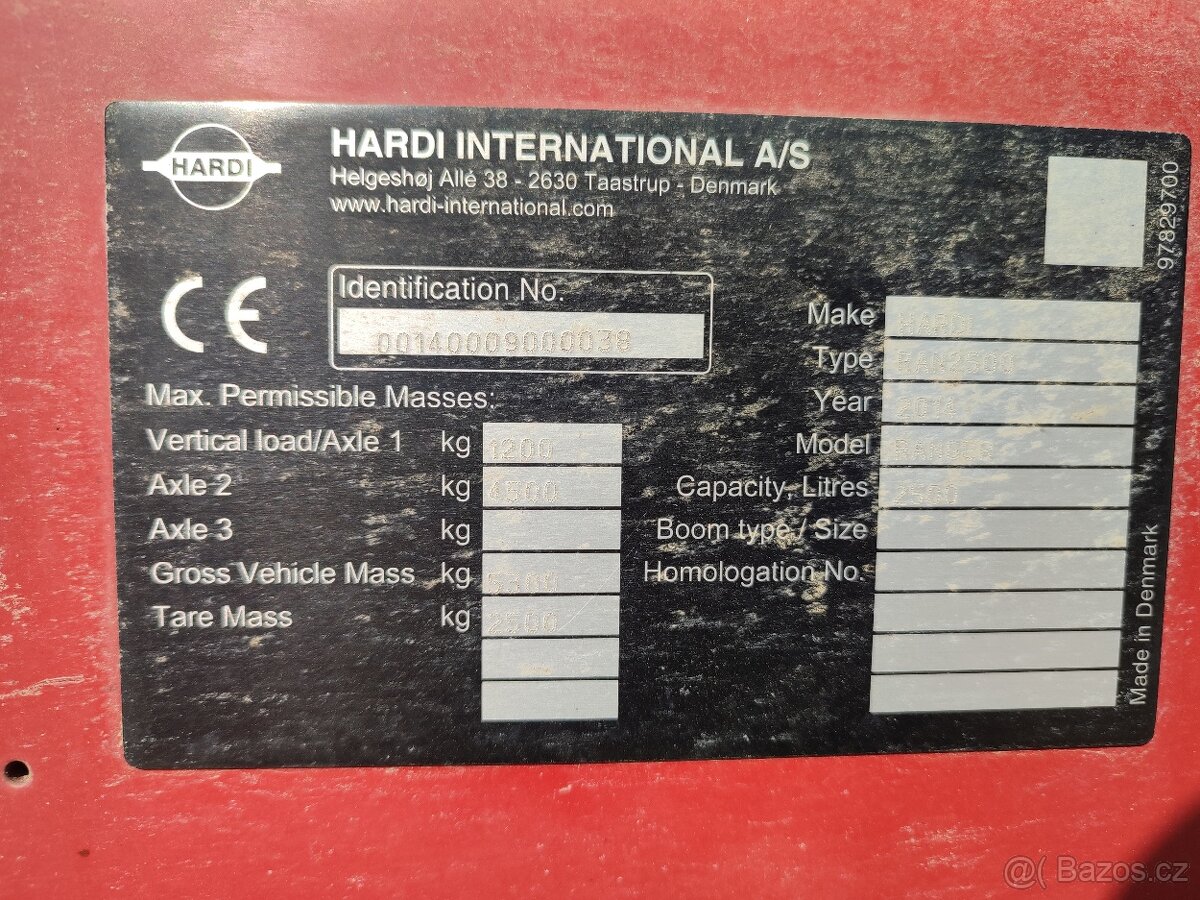 HARDI
HARDI INTERNATIONAL A/S
Helgeshøj Allé 38 - 2630 Taastrup - Denmark
www.hardi-international.com
97829700
CE
Identification No.
00140009000038
Max. Permissible Masses:
Vertical load/Axle 1 kg 1200
Axle 2 kg 4500
Axle 3 kg
Gross Vehicle Mass kg
Tare Mass kg 2500
Make HARDI
Type RAN2500
Year 2014
Model
Capacity, Litres 2500
Boom type / Size
Homologation No.
Made in Denmark
@( Bazos.cz